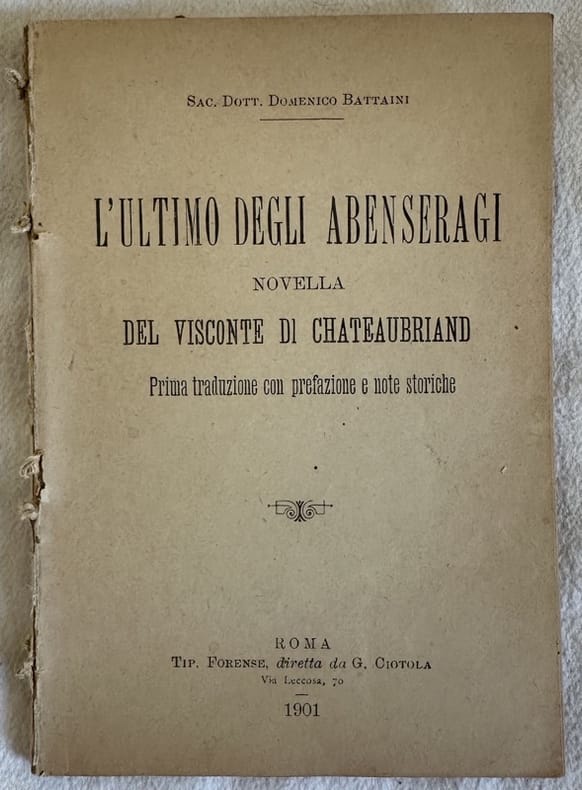 SAC. DOTT. DOMENICO BATTAINI
L'ULTIMO DEGLI ABENSERAGI
NOVELLA
DEL VISCONTE DI CHATEAUBRIAND
Prima traduzione con prefazione e note storiche
ROMA
TIP. FORENSE, diretta da G. CIOTOLA
Via Leccosa, 70
1901